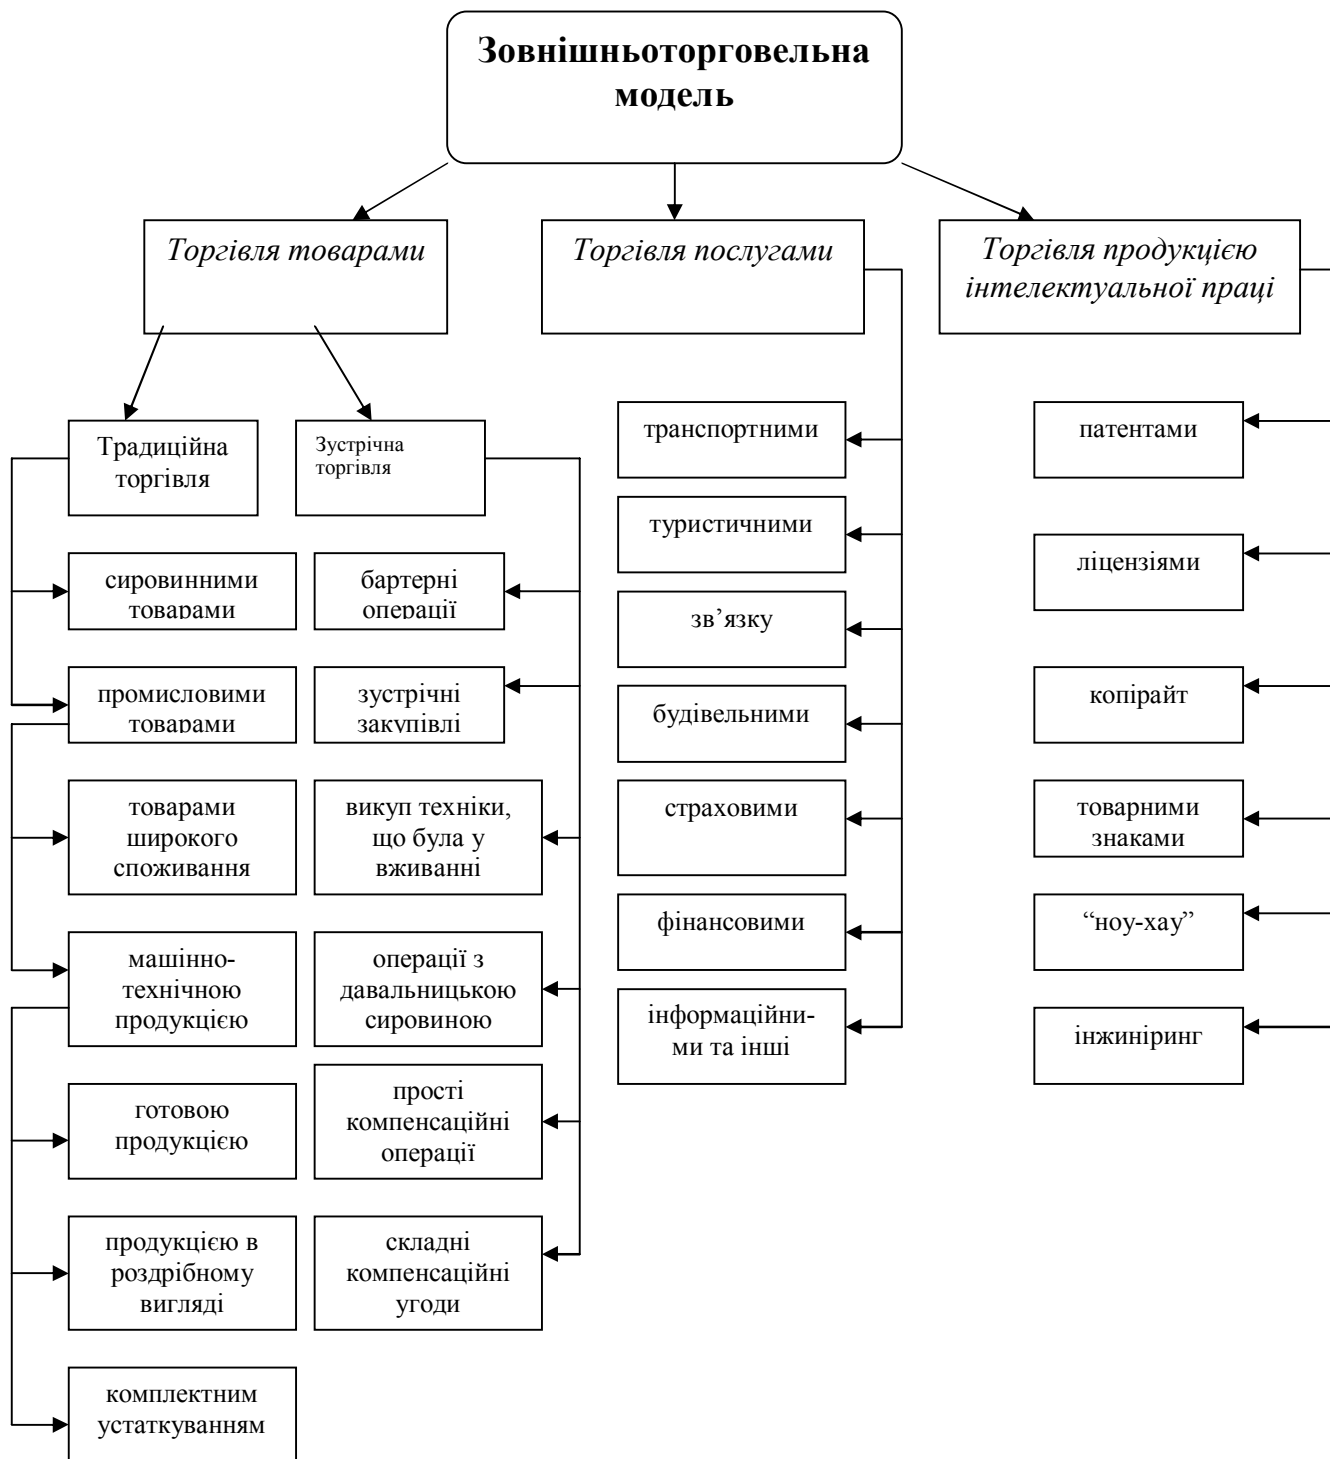 Зовнішньоторговельна
модель
Торгівля товарами
Торгівля послугами
Торгівля продукцією
інтелектуальної праці
Традиційна
торгівля
Зустрічна
торгівля
сировинними
товарами
промисловими
товарами
товарами
широкого
споживання
машінно-
технічною
продукцією
готовою
продукцією
продукцією в
роздрібному
вигляді
комплектним
устаткуванням
бартерні
операції
зустрічні
закупівлі
викуп техніки,
що була у
вживанні
операції з
давальницькою
сировиною
прості
компенсаційні
операції
складні
компенсаційні
угоди
транспортними
туристичними
зв’язку
будівельними
страховими
фінансовими
інформаційни-
ми та інші
патентами
ліцензіями
копірайт
товарними
знаками
“ноу-хау”
інжиніринг